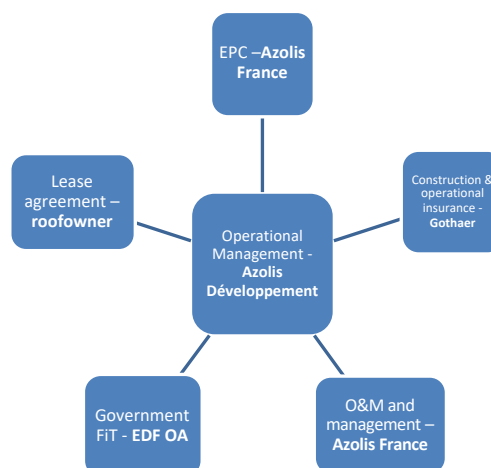 EPC –Azolis
France
Lease
agreement –
roofowner
Construction &
operational
insurance -
Gothaer
Operational
Management -
Azolis
Développement
Government
FiT - EDF OA
O&M and
management –
Azolis France